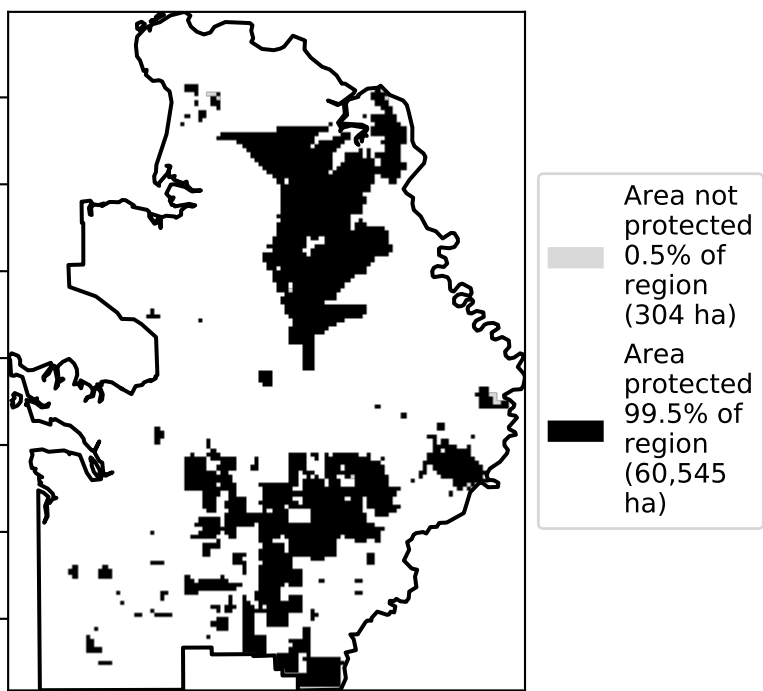 Area not
protected
0.5% of
region
(304 ha)
Area
protected
99.5% of
region
(60,545
ha)